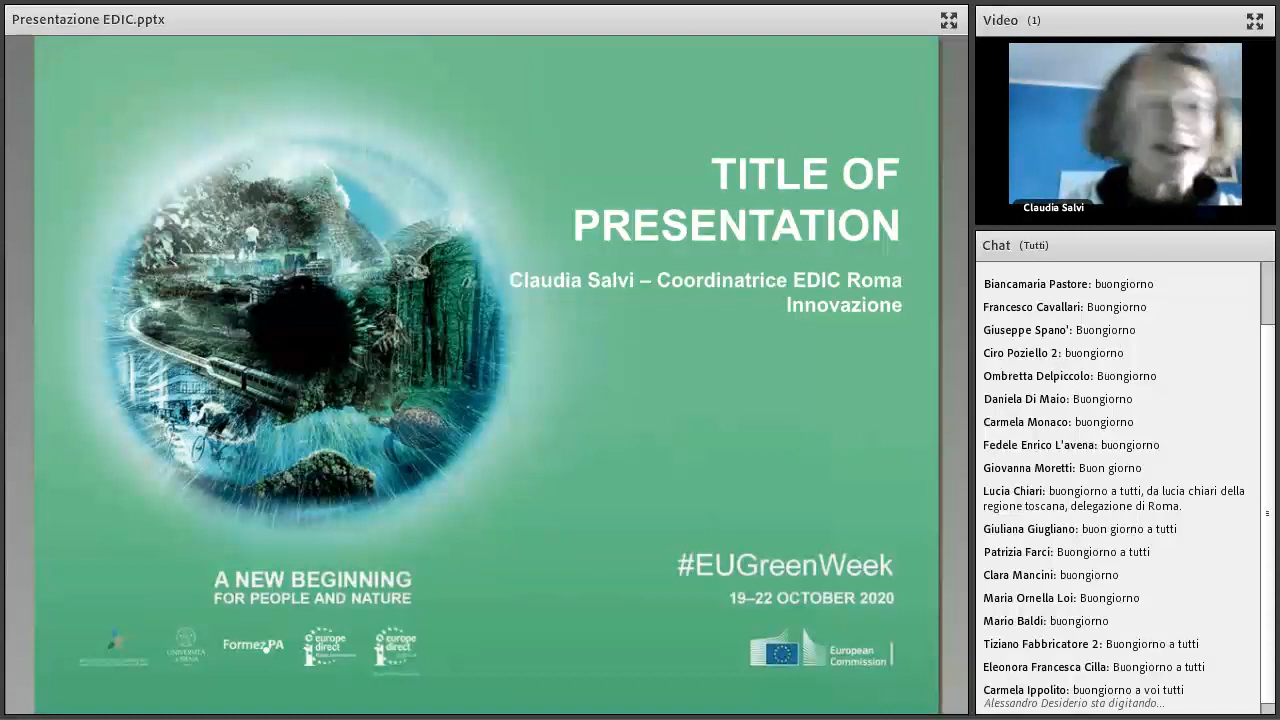 Presentazione EDIC.pptx
TITLE OF
PRESENTATION
Claudia Salvi – Coordinatrice EDIC Roma
Innovazione
#EUGreenWeek
19–22 OCTOBER 2020
A NEW BEGINNING
FOR PEOPLE AND NATURE
UNIVERSITÀ
FormezPA
europe
direct
europe
direct
European
Commission
Video (1)
Claudia Salvi
Chat (Tutti)
Biancamaria Pastore: buongiorno
Francesco Cavallari: Buongiorno
Giuseppe Spano': Buongiorno
Ciro Poziello 2: buongiorno
Ombretta Delpiccolo: Buongiorno
Daniela Di Maio: Buongiorno
Carmela Monaco: buongiorno
Fedele Enrico L'avena: buongiorno
Giovanna Moretti: Buon giorno
Lucia Chiari: buongiorno a tutti, da lucia chiari della
regione toscana, delegazione di Roma.
Giuliana Giugliano: buon giorno a tutti
Patrizia Farci: Buongiorno a tutti
Clara Mancini: buongiorno
Maria Ornella Loi: Buongiorno
Mario Baldi: buongiorno
Tiziano Fabbricatore 2: Buongiorno a tutti
Eleonora Francesca Cilla: Buongiorno a tutti
Carmela Ippolito: buongiorno a voi tutti
Alessandro Desiderio sta digitando...